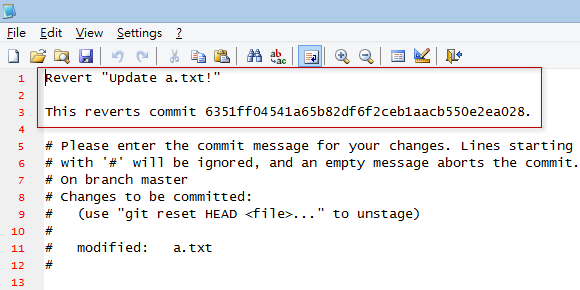 File Edit View Settings ?
1 Revert "Update a.txt!"
2
3 This reverts commit 6351ff04541a65b82df6f2ceb1aacb550e2ea028.
4
5 # Please enter the commit message for your changes. Lines starting
6 # with '#' will be ignored, and an empty message aborts the commit.
7 # On branch master
8 # Changes to be committed:
9 #   (use "git reset HEAD <file>..." to unstage)
10 #
11 #   modified:   a.txt
12 #
13